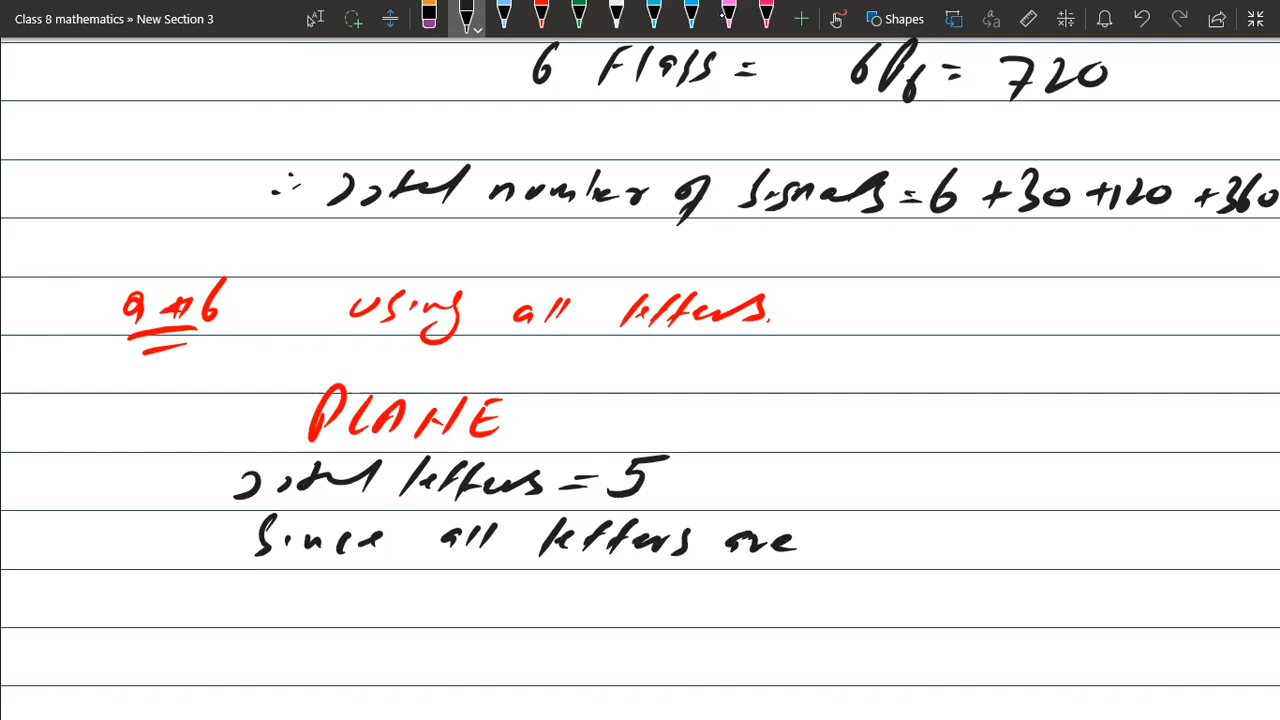 Class 8 mathematics » New Section 3
Shapes
6 Flags = 6P6 = 720
∴ Total number of signals = 6 + 30 + 120 + 360
Q # 6 using all letters.
PLANE
Total letters = 5
Since all letters are